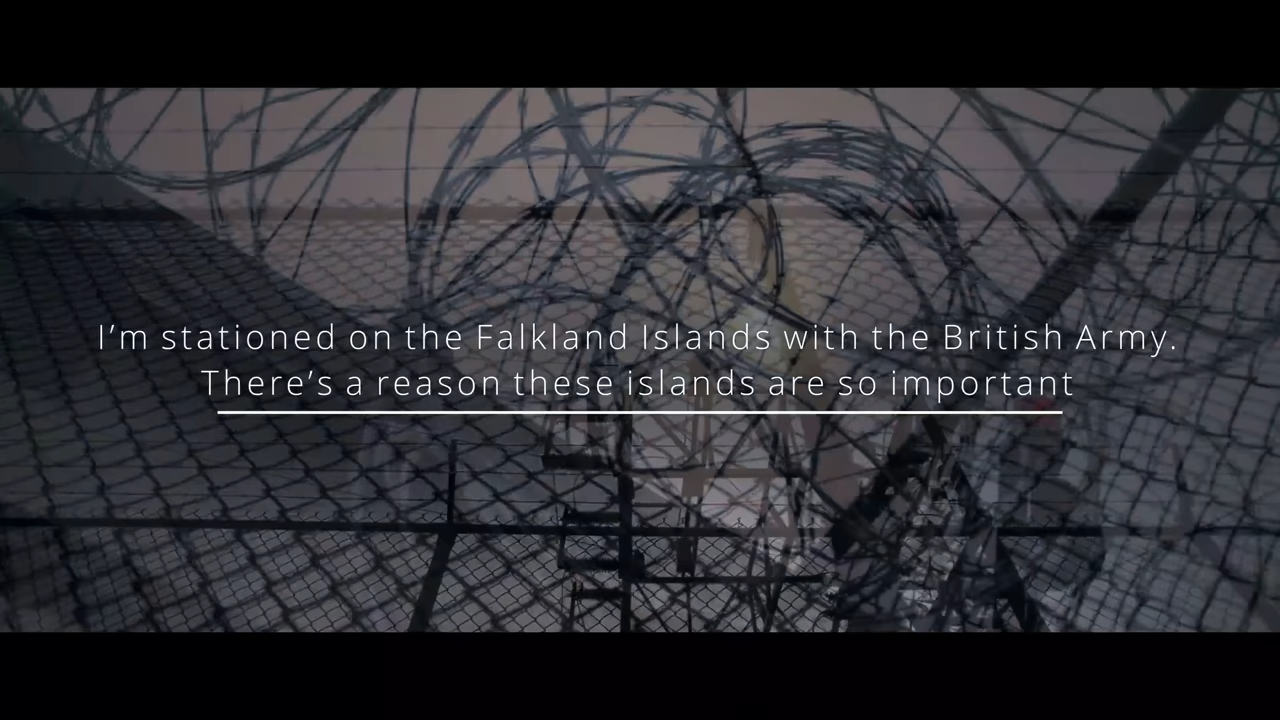 I’m stationed on the Falkland Islands with the British Army.
There’s a reason these islands are so important